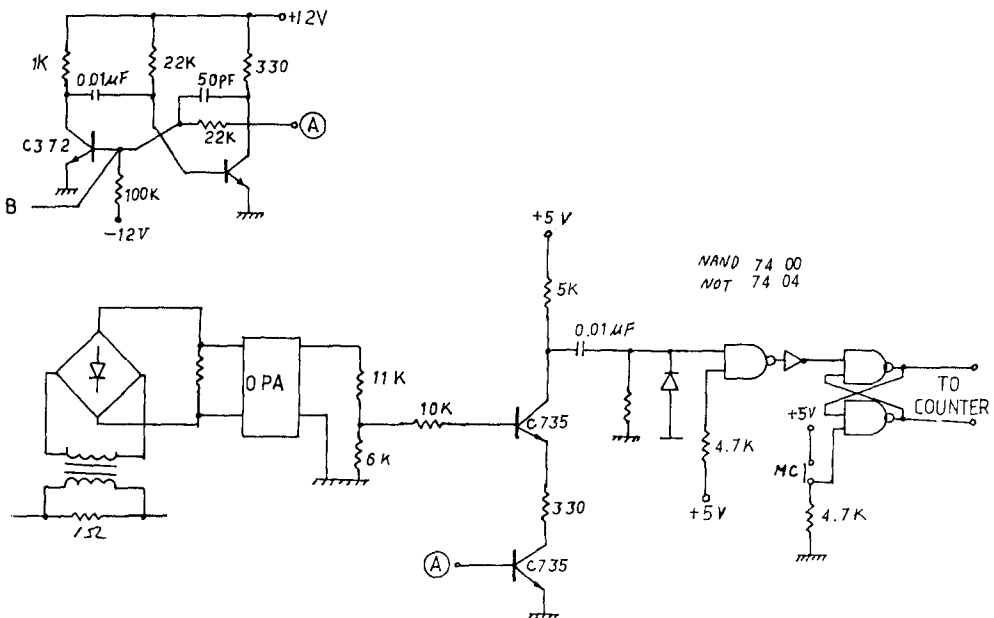 +12V
1K
22K
330
0.01µF
50PF
A
22K
C372
100K
B
-12V
+5V
NAND 74 00
NOT 74 04
5K
0.01µF
OPA
11K
10K
6K
C735
4.7K
+5V
+5V
MC
4.7K
TO
COUNTER
330
A
C735
1Ω